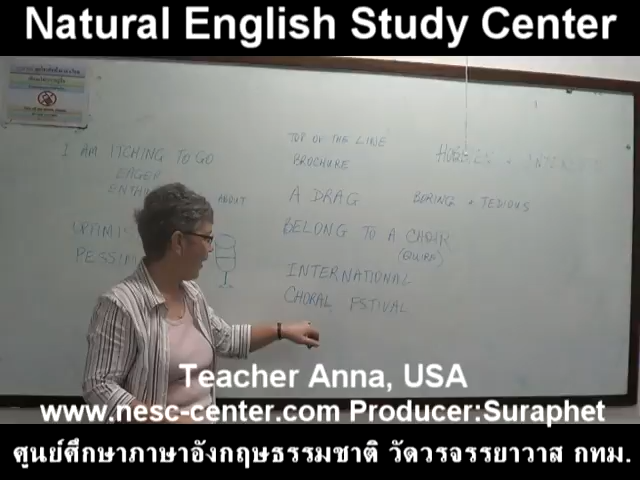 Natural English Study Center
I AM ITCHING TO GO
EAGER
ABOUT
TOP OF THE LINE
BROCHURE
A DRAG
BORING + TEDIOUS
BELONG TO A CHOIR
(QUIRE)
INTERNATIONAL
CHORAL FSTIVAL
Teacher Anna, USA
www.nesc-center.com Producer:Suraphet
ศูนย์ศึกษาภาษาอังกฤษธรรมชาติ วัดวรจรรยาวาส กทม.